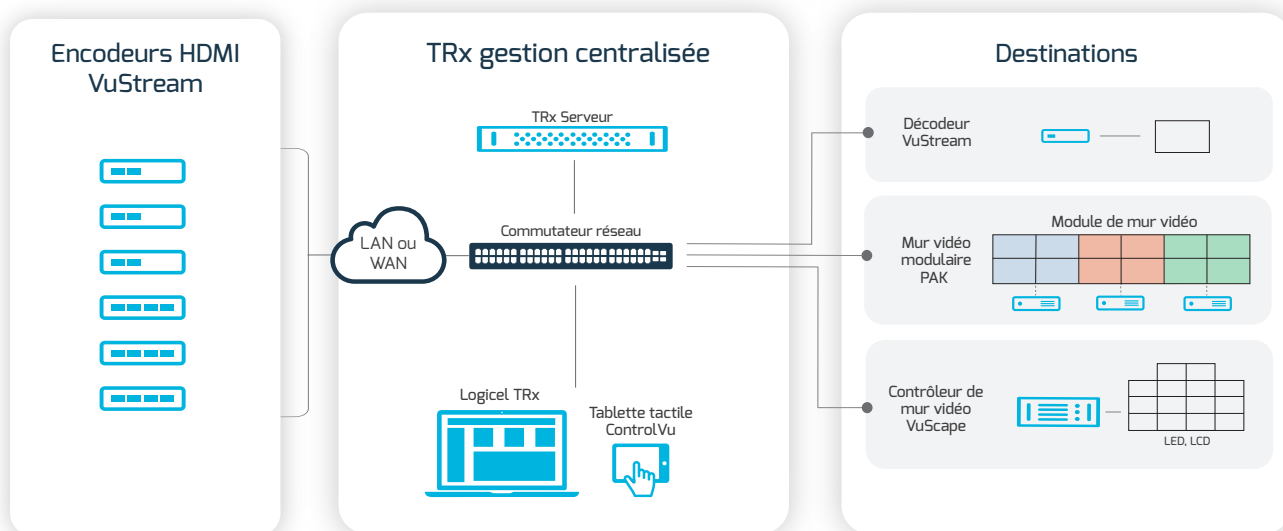 Encodeurs HDMI
VuStream
TRx gestion centralisée
TRx Serveur
LAN ou
WAN
Commutateur réseau
Logicel TRx
Tablette tactile
ControlVu
Destinations
Décodeur
VuStream
Mur vidéo
modulaire
PAK
Module de mur vidéo
Contrôleur de
mur vidéo
VuScape
LED, LCD